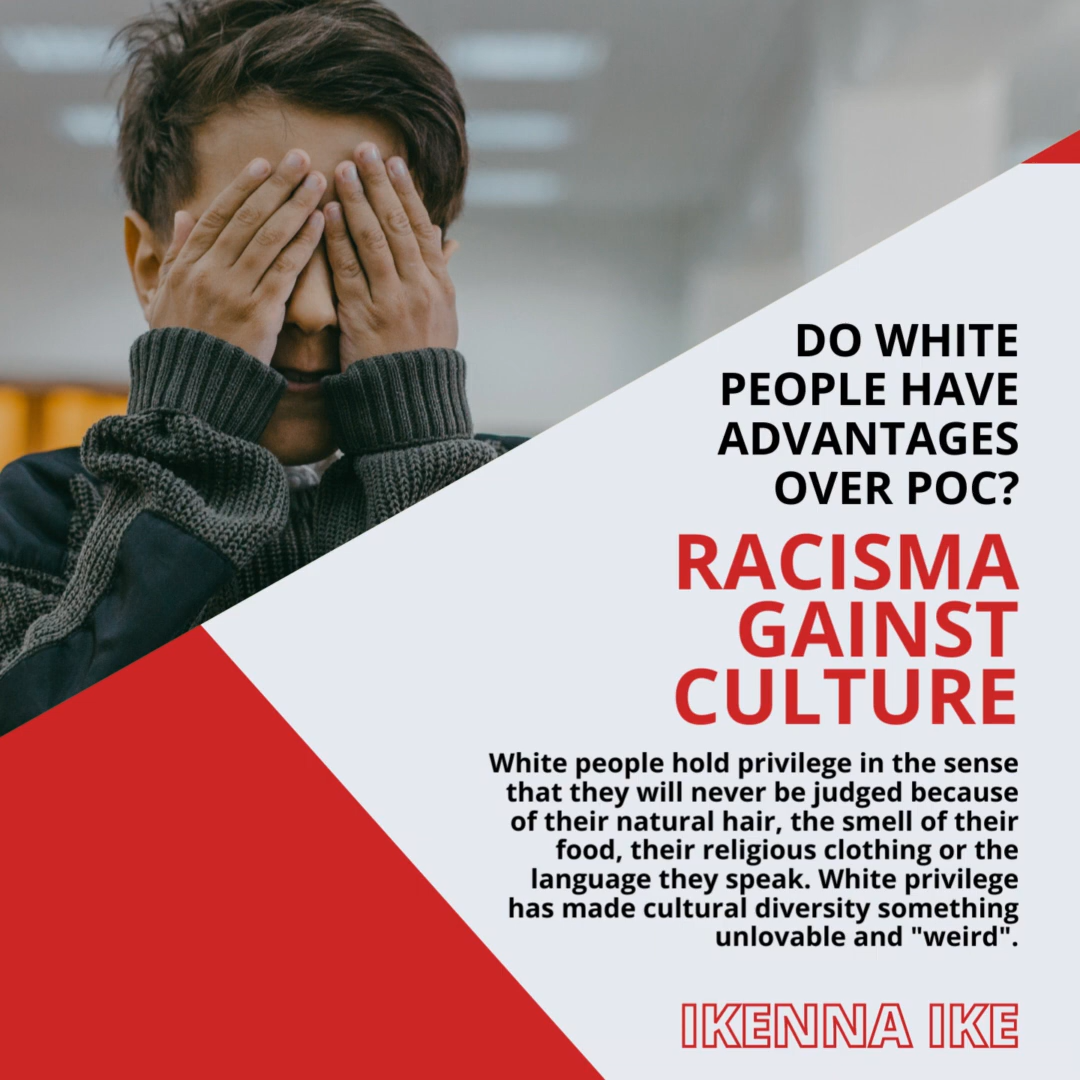 DO WHITE
PEOPLE HAVE
ADVANTAGES
OVER POC?
RACISMA
GAINST
CULTURE
White people hold privilege in the sense
that they will never be judged because
of their natural hair, the smell of their
food, their religious clothing or the
language they speak. White privilege
has made cultural diversity something
unlovable and "weird".
IKENNA IKE